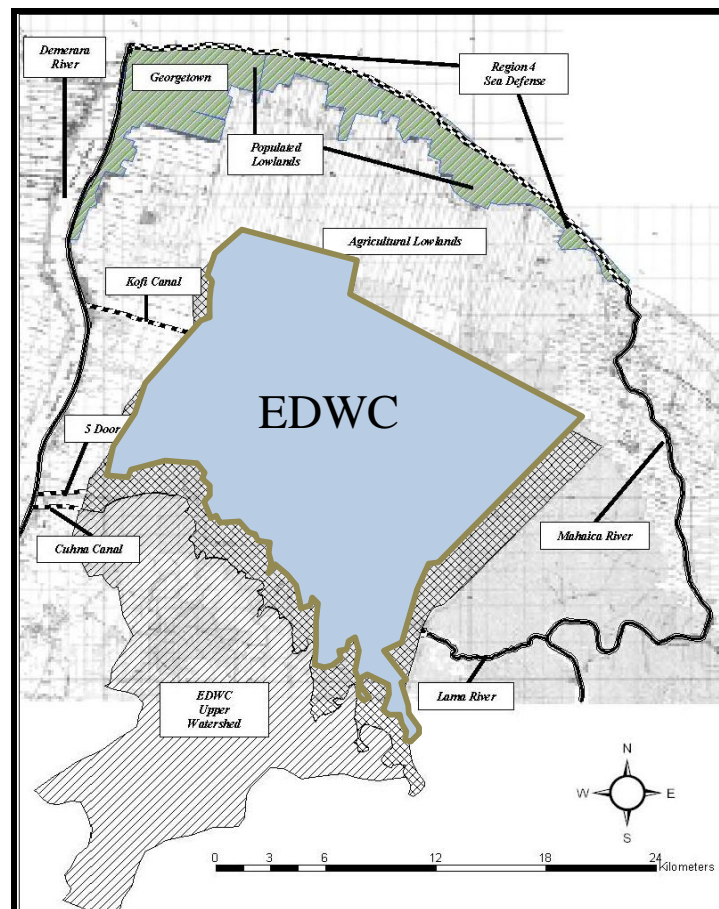 Demerara
River
Georgetown
Region 4
Sea Defense
Populated
Lowlands
Agricultural Lowlands
Kofi Canal
EDWC
5 Door
Cuhna Canal
Mahaica River
EDWC
Upper
Watershed
Lama River
N
W E
S
0 3 6 12 18 24
Kilometers